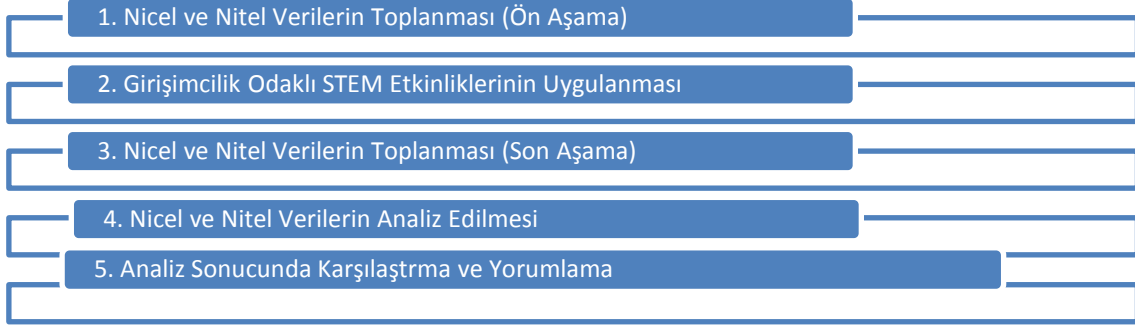 1. Nicel ve Nitel Verilerin Toplanması (Ön Aşama)
2. Girişimcilik Odaklı STEM Etkinliklerinin Uygulanması
3. Nicel ve Nitel Verilerin Toplanması (Son Aşama)
4. Nicel ve Nitel Verilerin Analiz Edilmesi
5. Analiz Sonucunda Karşılaştrma ve Yorumlama